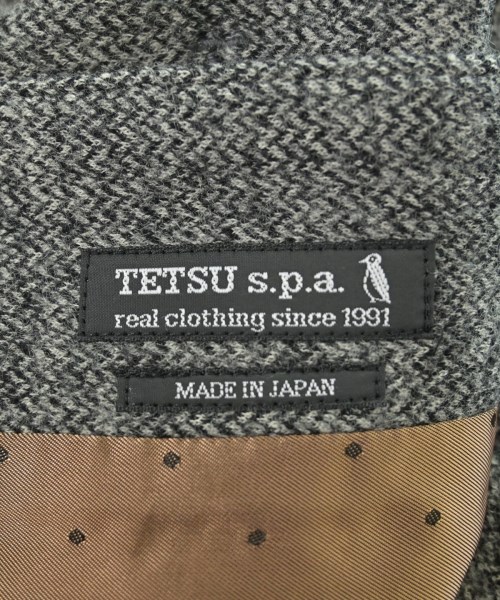 TETSU s.p.a.
real clothing since 1991
MADE IN JAPAN